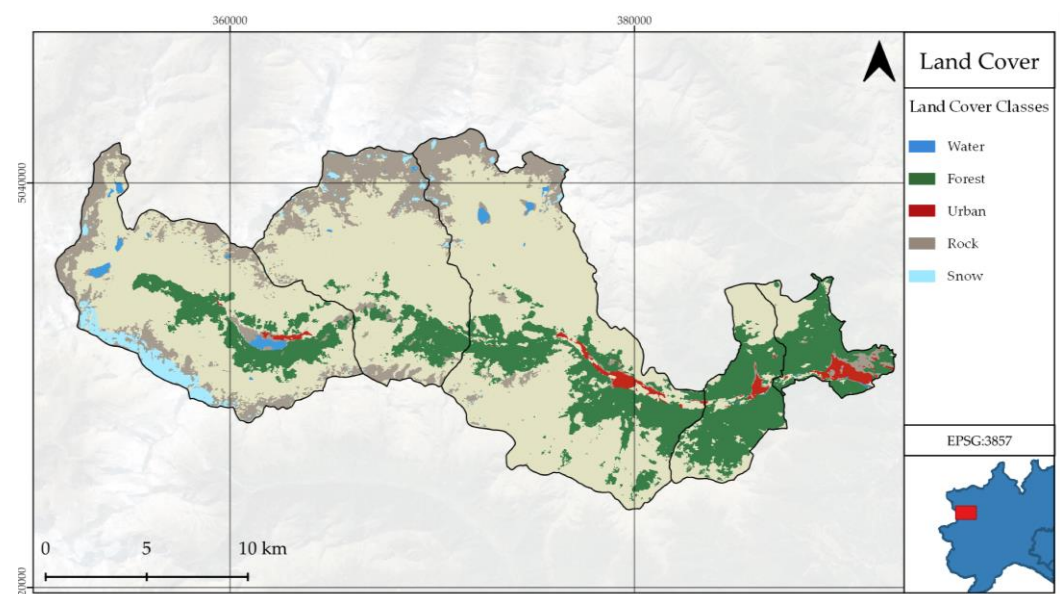 360000
380000
Land Cover
Land Cover Classes
Water
Forest
Urban
Rock
Snow
5040000
EPSG:3857
0 5 10 km
20000